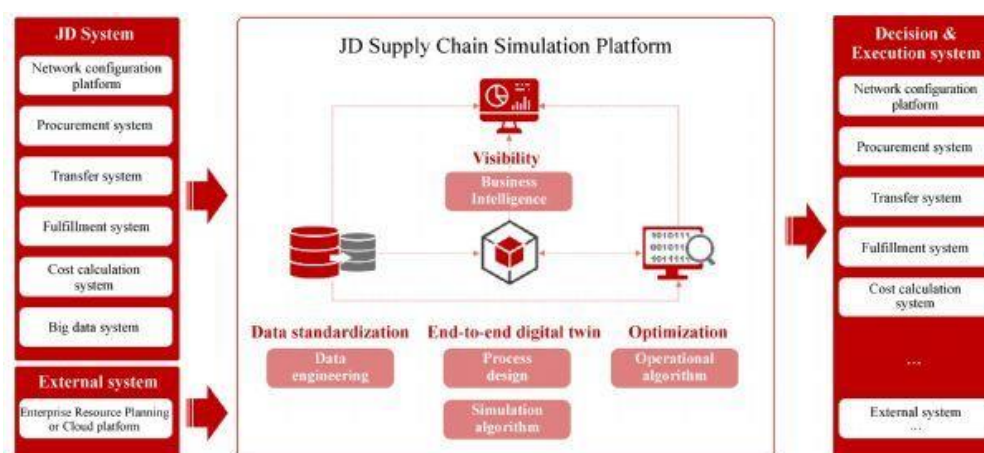 JD System
Network configuration
platform
Procurement system
Transfer system
Fulfillment system
Cost calculation
system
Big data system
External system
Enterprise Resource Planning
or Cloud platform
JD Supply Chain Simulation Platform
Visibility
Business
Intelligence
1010111
001011
101111
Data standardization
Data
engineering
End-to-end digital twin
Process
design
Simulation
algorithm
Optimization
Operational
algorithm
Decision &
Execution system
Network configuration
platform
Procurement system
Transfer system
Fulfillment system
Cost calculation
system
...
External system
...